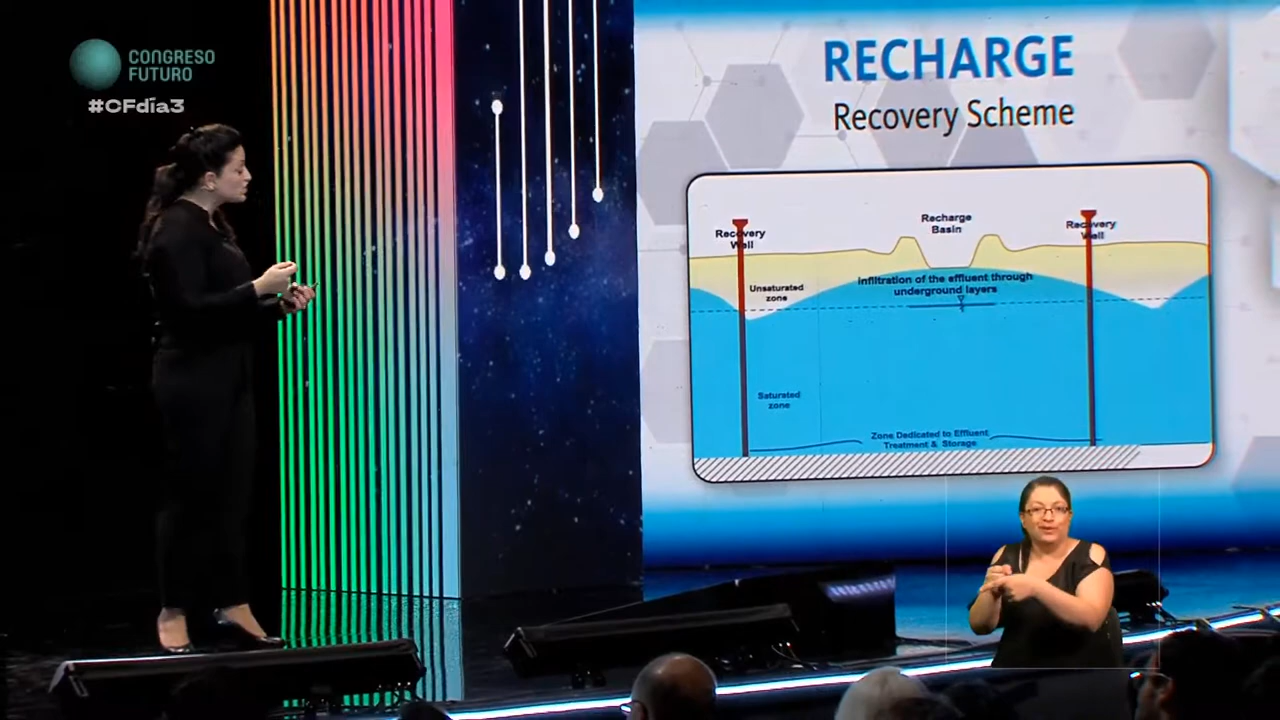 CONGRESO
FUTURO
#CFdía3
RECHARGE
Recovery Scheme
Recovery
Well
Recharge
Basin
Recovery
Well
Infiltration of the effluent through
underground layers
Unsaturated
zone
Saturated
zone
Zone Dedicated to Effluent
Treatment & Storage